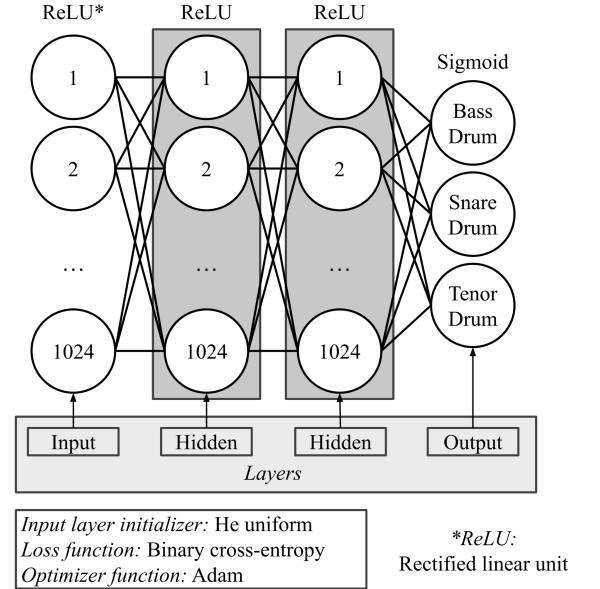 ReLU*
ReLU
ReLU
Sigmoid
1
1
1
Bass
Drum
2
2
2
Snare
Drum
...
...
...
Tenor
Drum
1024
1024
1024
Input
Hidden
Hidden
Output
Layers
Input layer initializer: He uniform
Loss function: Binary cross-entropy
Optimizer function: Adam
*ReLU:
Rectified linear unit